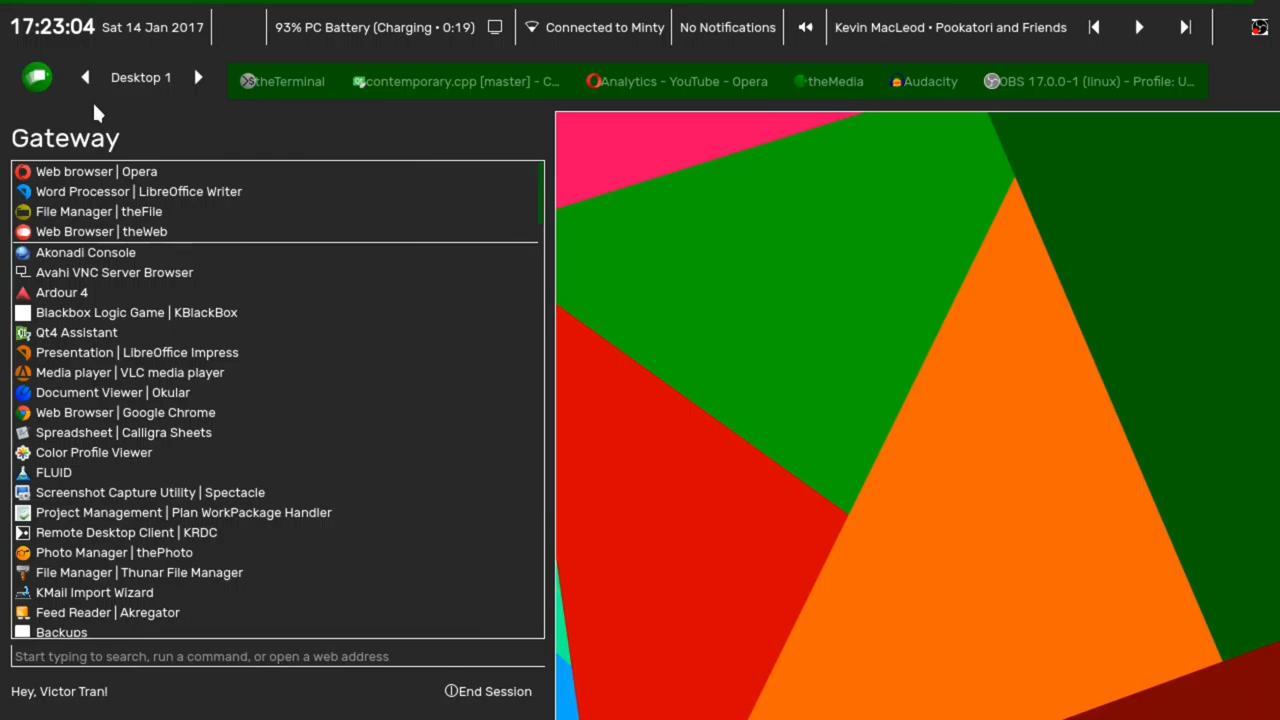 17:23:04 Sat 14 Jan 2017 93% PC Battery (Charging • 0:19) Connected to Minty No Notifications Kevin MacLeod • Pookatori and Friends
Desktop 1 theTerminal contemporary.cpp [master] - C... Analytics - YouTube - Opera theMedia Audacity OBS 17.0.0-1 (linux) - Profile: U...
Gateway
Web browser | Opera
Word Processor | LibreOffice Writer
File Manager | theFile
Web Browser | theWeb
Akonadi Console
Avahi VNC Server Browser
Ardour 4
Blackbox Logic Game | KBlackBox
Qt4 Assistant
Presentation | LibreOffice Impress
Media player | VLC media player
Document Viewer | Okular
Web Browser | Google Chrome
Spreadsheet | Calligra Sheets
Color Profile Viewer
FLUID
Screenshot Capture Utility | Spectacle
Project Management | Plan WorkPackage Handler
Remote Desktop Client | KRDC
Photo Manager | thePhoto
File Manager | Thunar File Manager
KMail Import Wizard
Feed Reader | Akregator
Backups
Start typing to search, run a command, or open a web address
Hey, Victor Tran! End Session